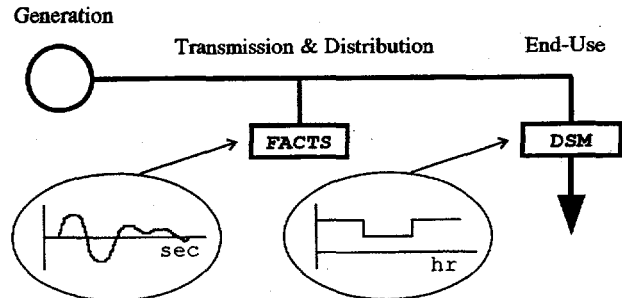 Generation
Transmission & Distribution
End-Use
FACTS
DSM
sec
hr